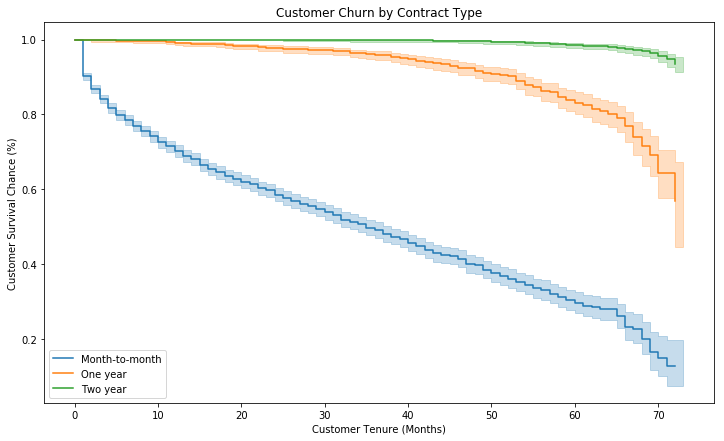 Customer Churn by Contract Type
Customer Survival Chance (%)
1.0
0.8
0.6
0.4
0.2
Month-to-month
One year
Two year
0 10 20 30 40 50 60 70
Customer Tenure (Months)